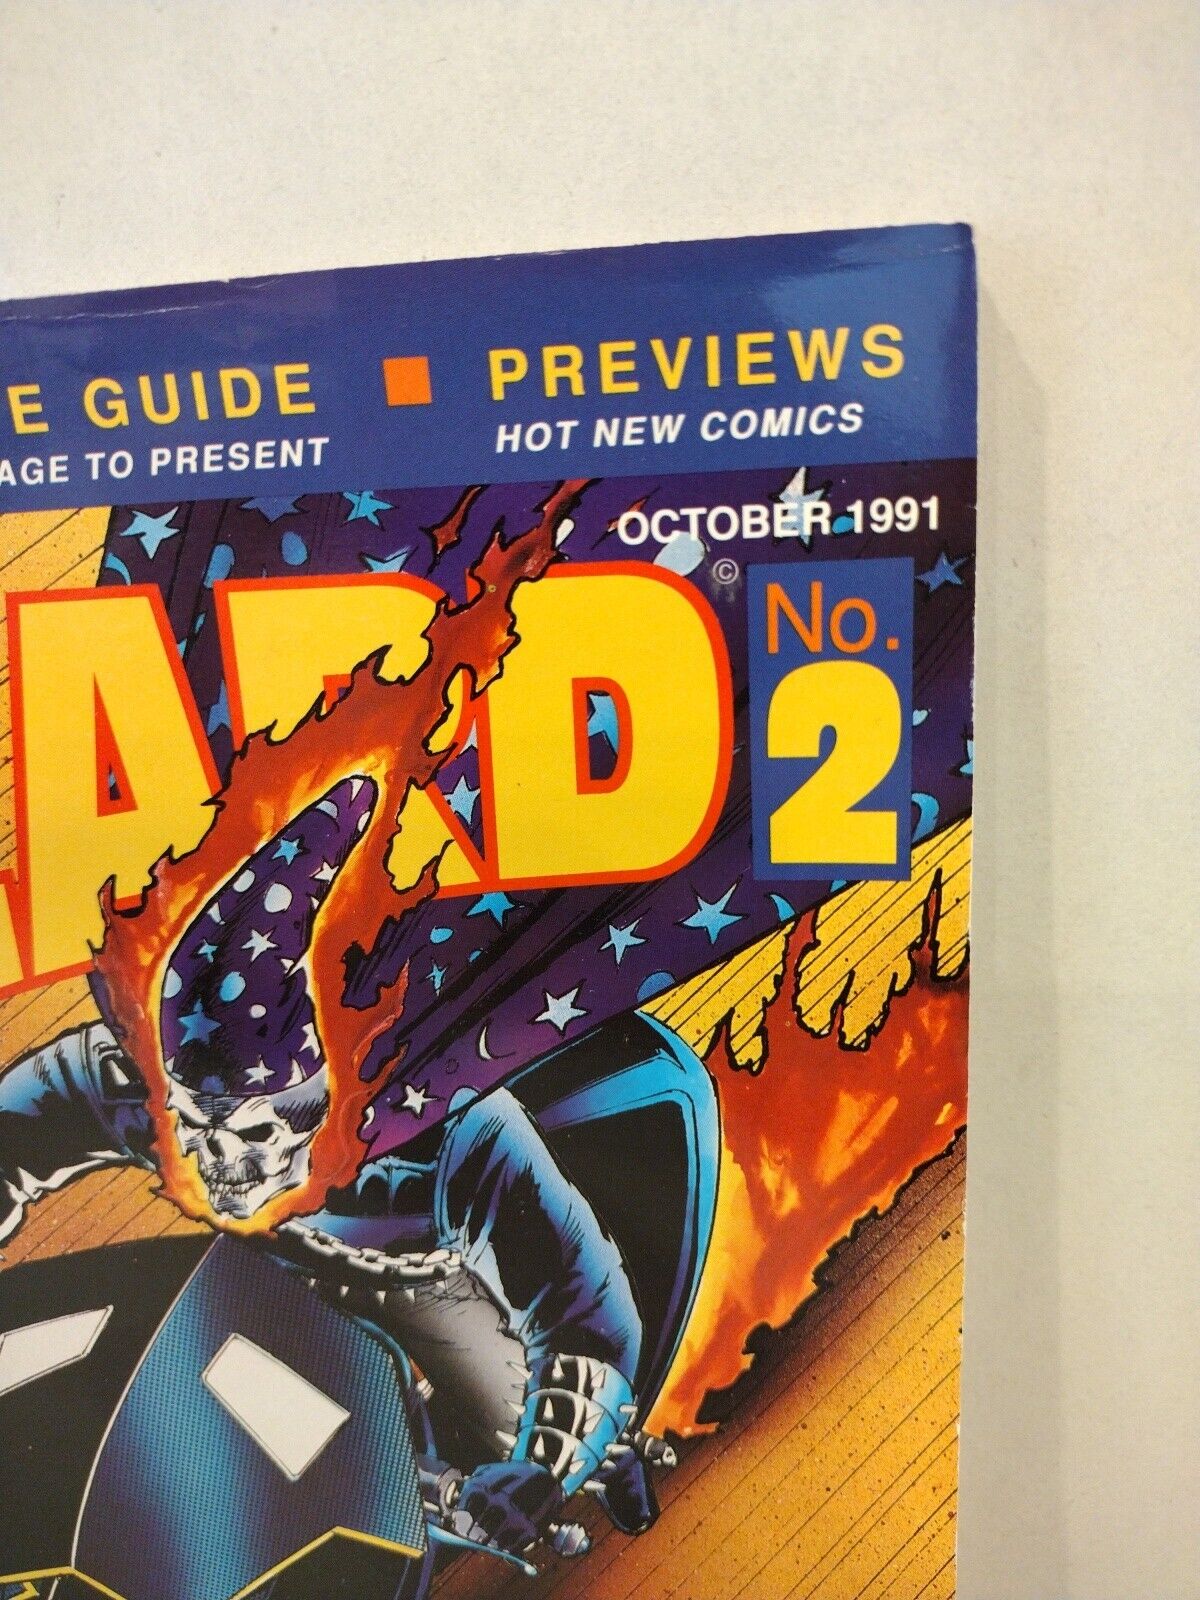 E GUIDE ■ PREVIEWS
AGE TO PRESENT HOT NEW COMICS
OCTOBER 1991
ARD ©
No.
2